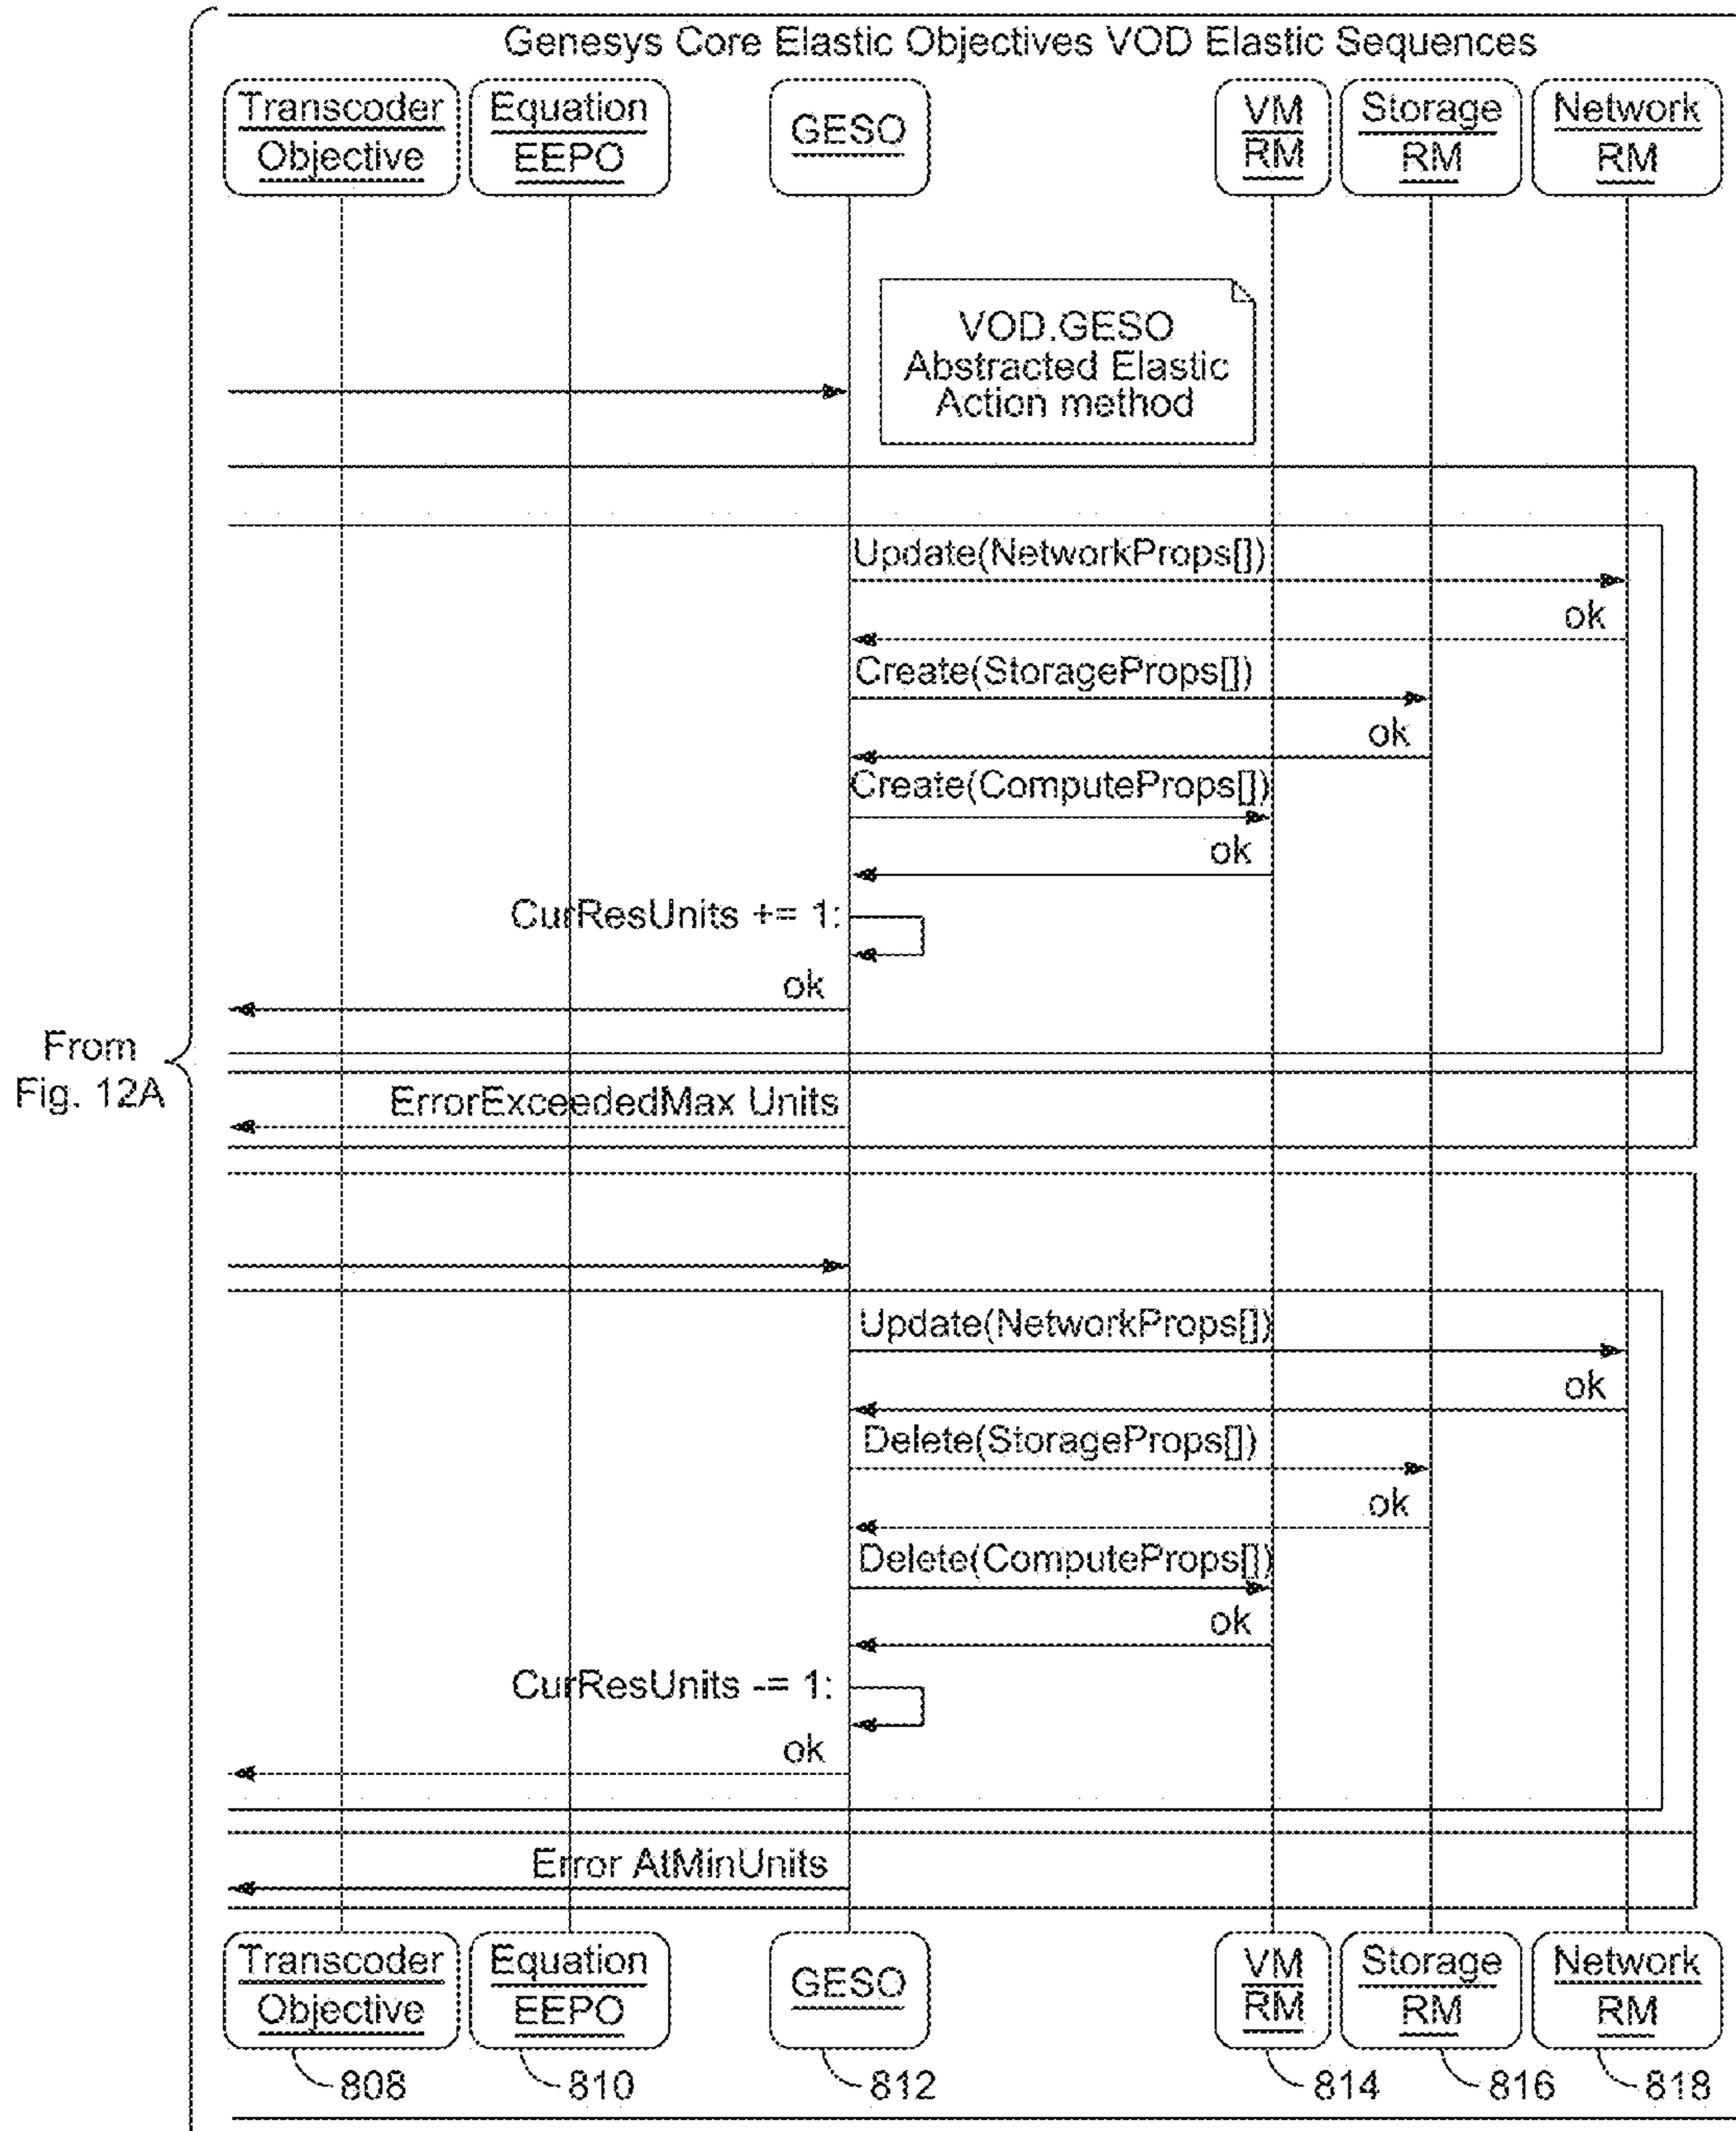 Genesys Core Elastic Objectives VOD Elastic Sequences
Transcoder
Objective
Equation
EEPO
GESO
VM
RM
Storage
RM
Network
RM
VOD.GESO
Abstracted Elastic
Action method
Update(NetworkProps[])
ok
Create(StorageProps[])
ok
Create(ComputeProps[])
ok
CurResUnits += 1:
ok
From
Fig. 12A
ErrorExceededMax Units
Update(NetworkProps[])
ok
Delete(StorageProps[])
ok
Delete(ComputeProps[])
ok
CurResUnits -= 1:
ok
Error AtMinUnits
Transcoder
Objective
Equation
EEPO
GESO
VM
RM
Storage
RM
Network
RM
808
810
812
814
816
818